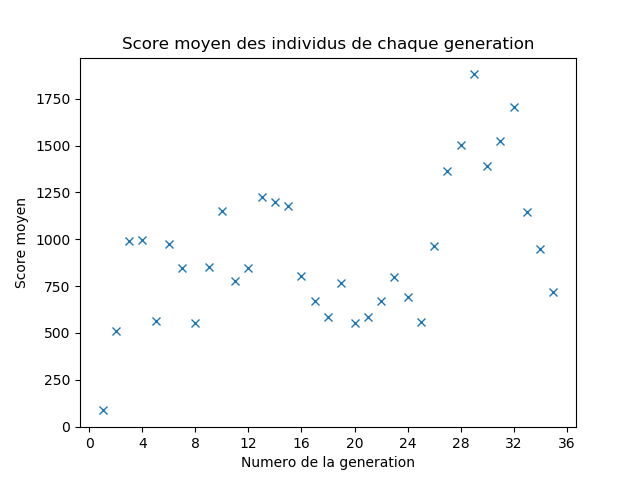 Score moyen des individus de chaque generation
Score moyen
1750
1500
1250
1000
750
500
250
0
0 4 8 12 16 20 24 28 32 36
Numero de la generation